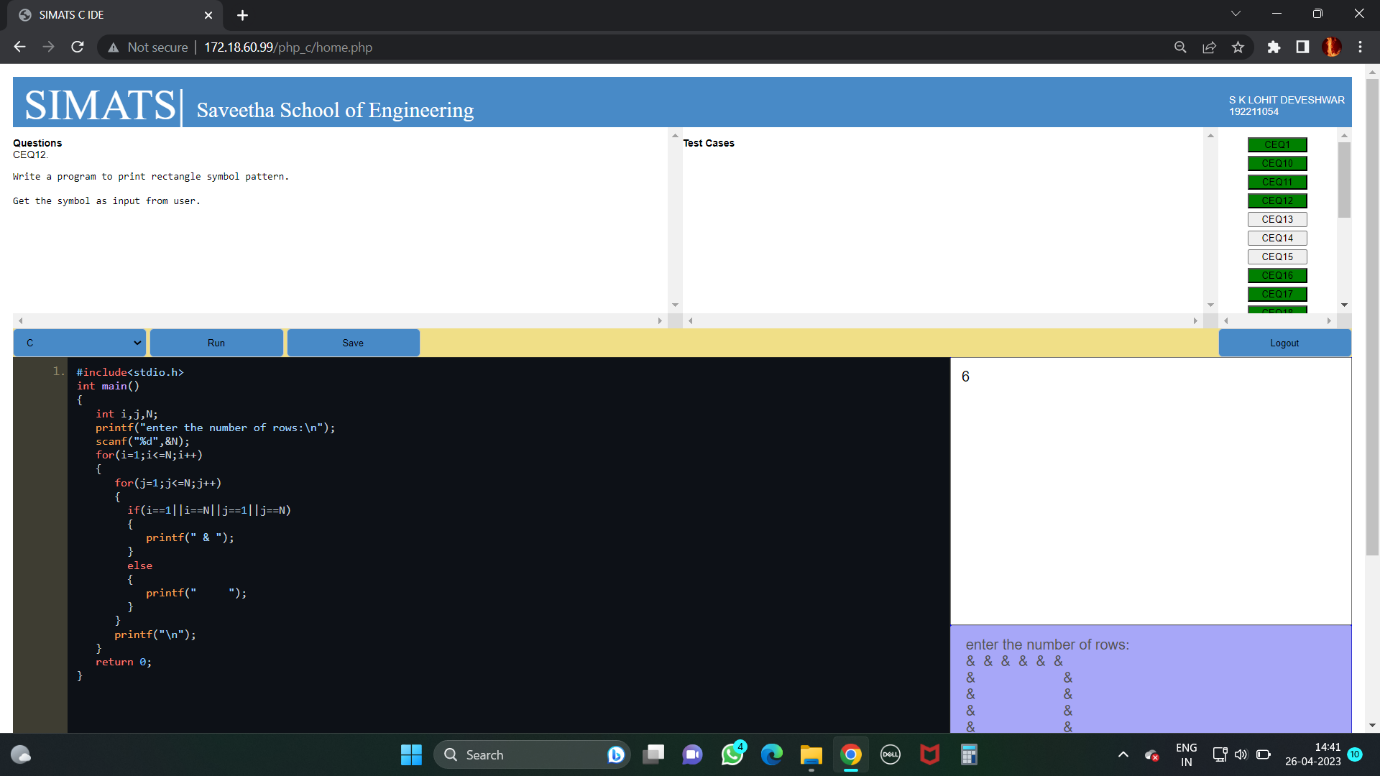 SIMATS C IDE
Not secure
172.18.60.99/php_c/home.php
SIMATS| Saveetha School of Engineering
S K LOHIT DEVESHWAR
192211054
Questions
CEQ12.
Write a program to print rectangle symbol pattern.
Get the symbol as input from user.
Test Cases
CEQ1
CEQ10
CEQ11
CEQ12
CEQ13
CEQ14
CEQ15
CEQ16
CEQ17
CEQ18
C
Run
Save
Logout
1.
#include<stdio.h>
int main()
{
int i,j,N;
printf("enter the number of rows:\n");
scanf("%d",&N);
for(i=1;i<=N;i++)
{
for(j=1;j<=N;j++)
{
if(i==1||i==N||j==1||j==N)
{
printf(" & ");
}
else
{
printf("     ");
}
}
printf("\n");
}
return 0;
}
6
enter the number of rows:
& & & & & &
& &
& &
& &
& &
Search
4
DELL
ENG
IN
14:41
26-04-2023
10